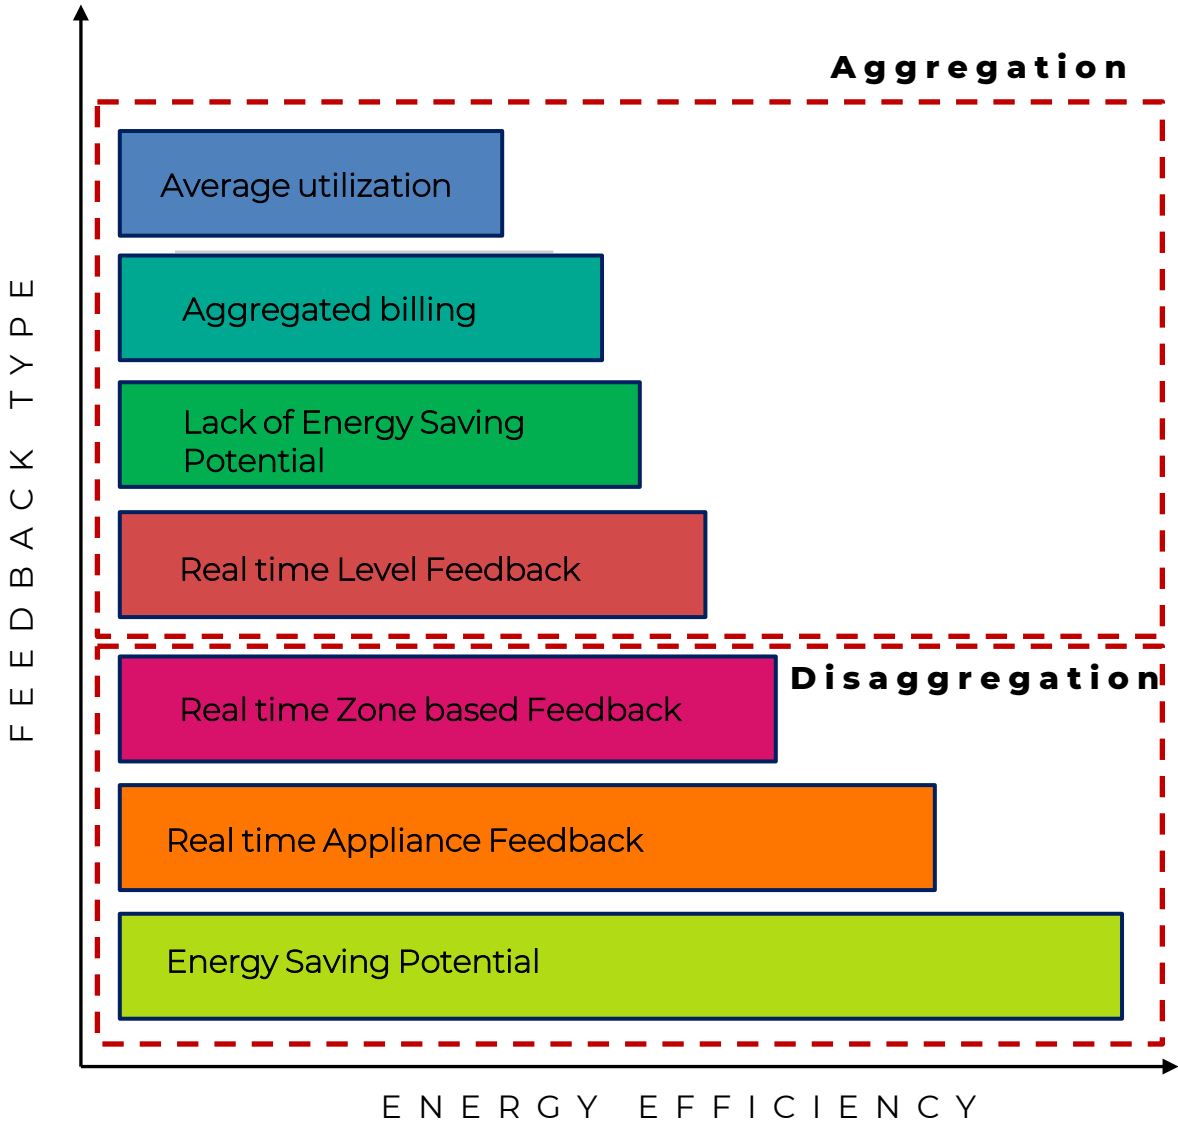 Aggregation
Average utilization
Aggregated billing
Lack of Energy Saving
Potential
Real time Level Feedback
Disaggregation
Real time Zone based Feedback
Real time Appliance Feedback
Energy Saving Potential
FEEDBACK TYPE
ENERGY EFFICIENCY